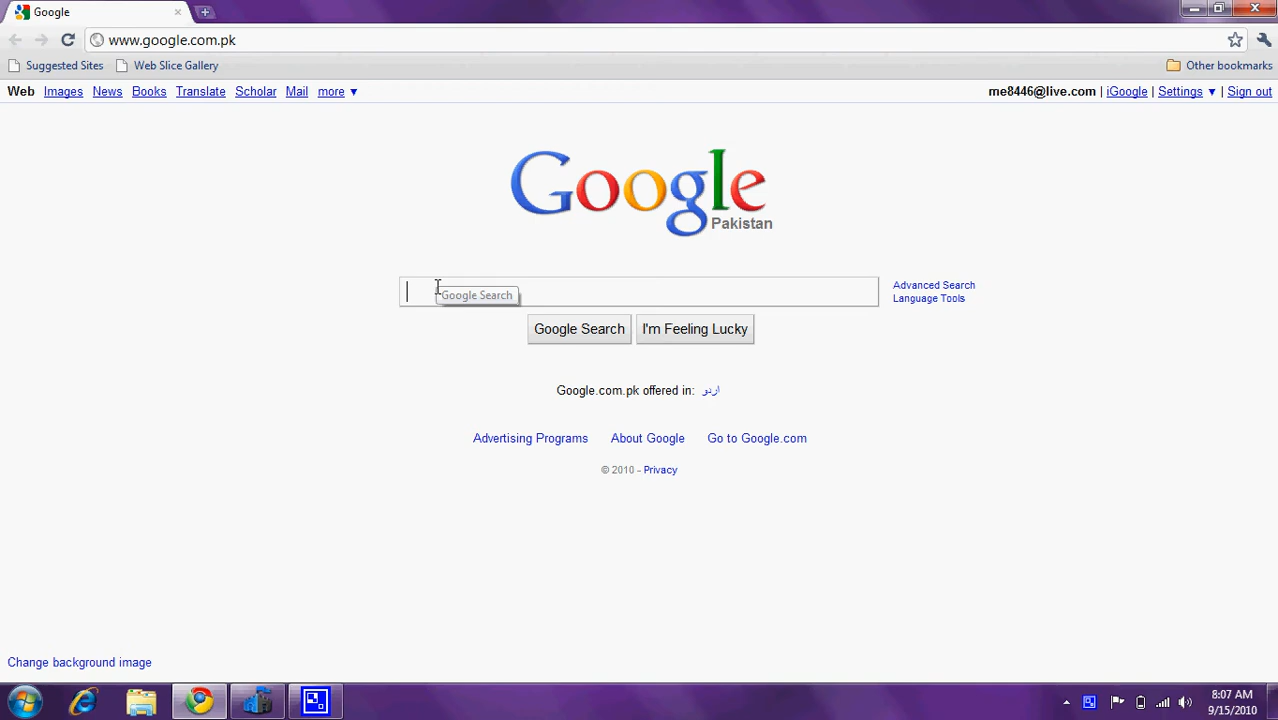 Google
www.google.com.pk
Suggested Sites Web Slice Gallery Other bookmarks
Web Images News Books Translate Scholar Mail more ▼ me8446@live.com | iGoogle | Settings ▼ | Sign out
Google
Pakistan
Google Search
Advanced Search
Language Tools
Google Search I'm Feeling Lucky
Google.com.pk offered in: اردو
Advertising Programs About Google Go to Google.com
© 2010 - Privacy
Change background image
8:07 AM
9/15/2010